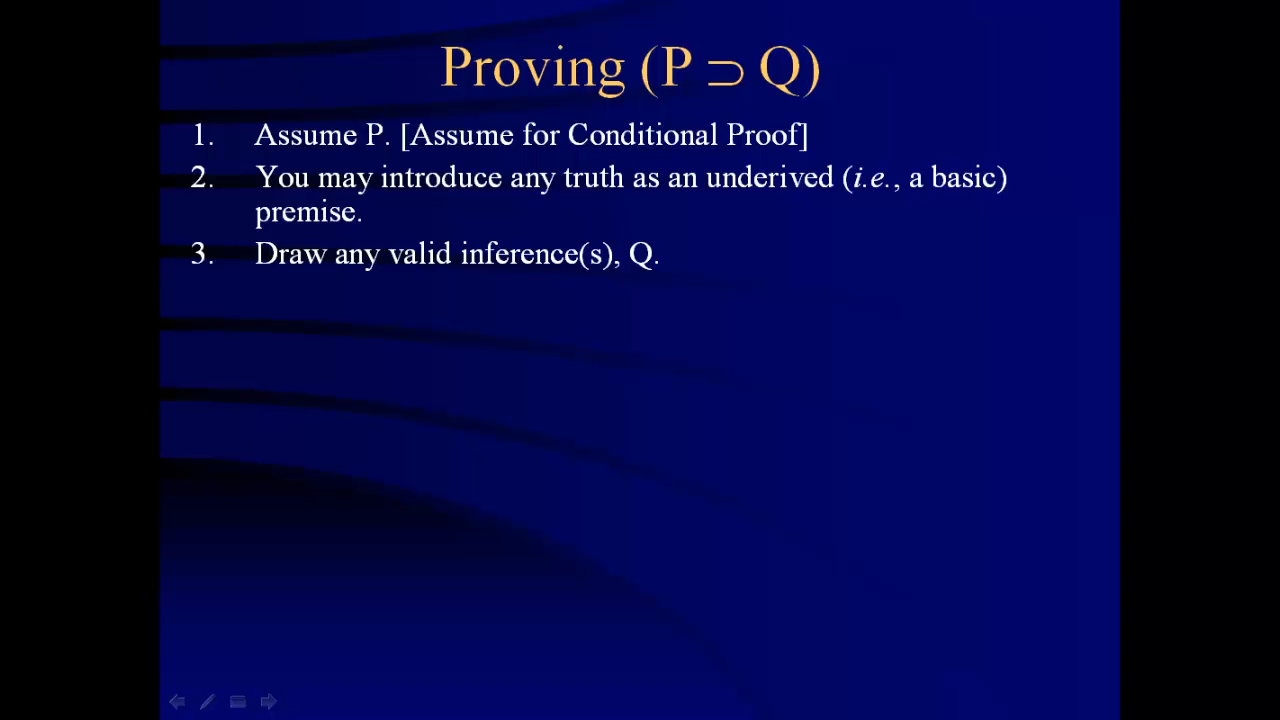 Proving (P ⊃ Q)
1. Assume P. [Assume for Conditional Proof]
2. You may introduce any truth as an underived (i.e., a basic)
premise.
3. Draw any valid inference(s), Q.